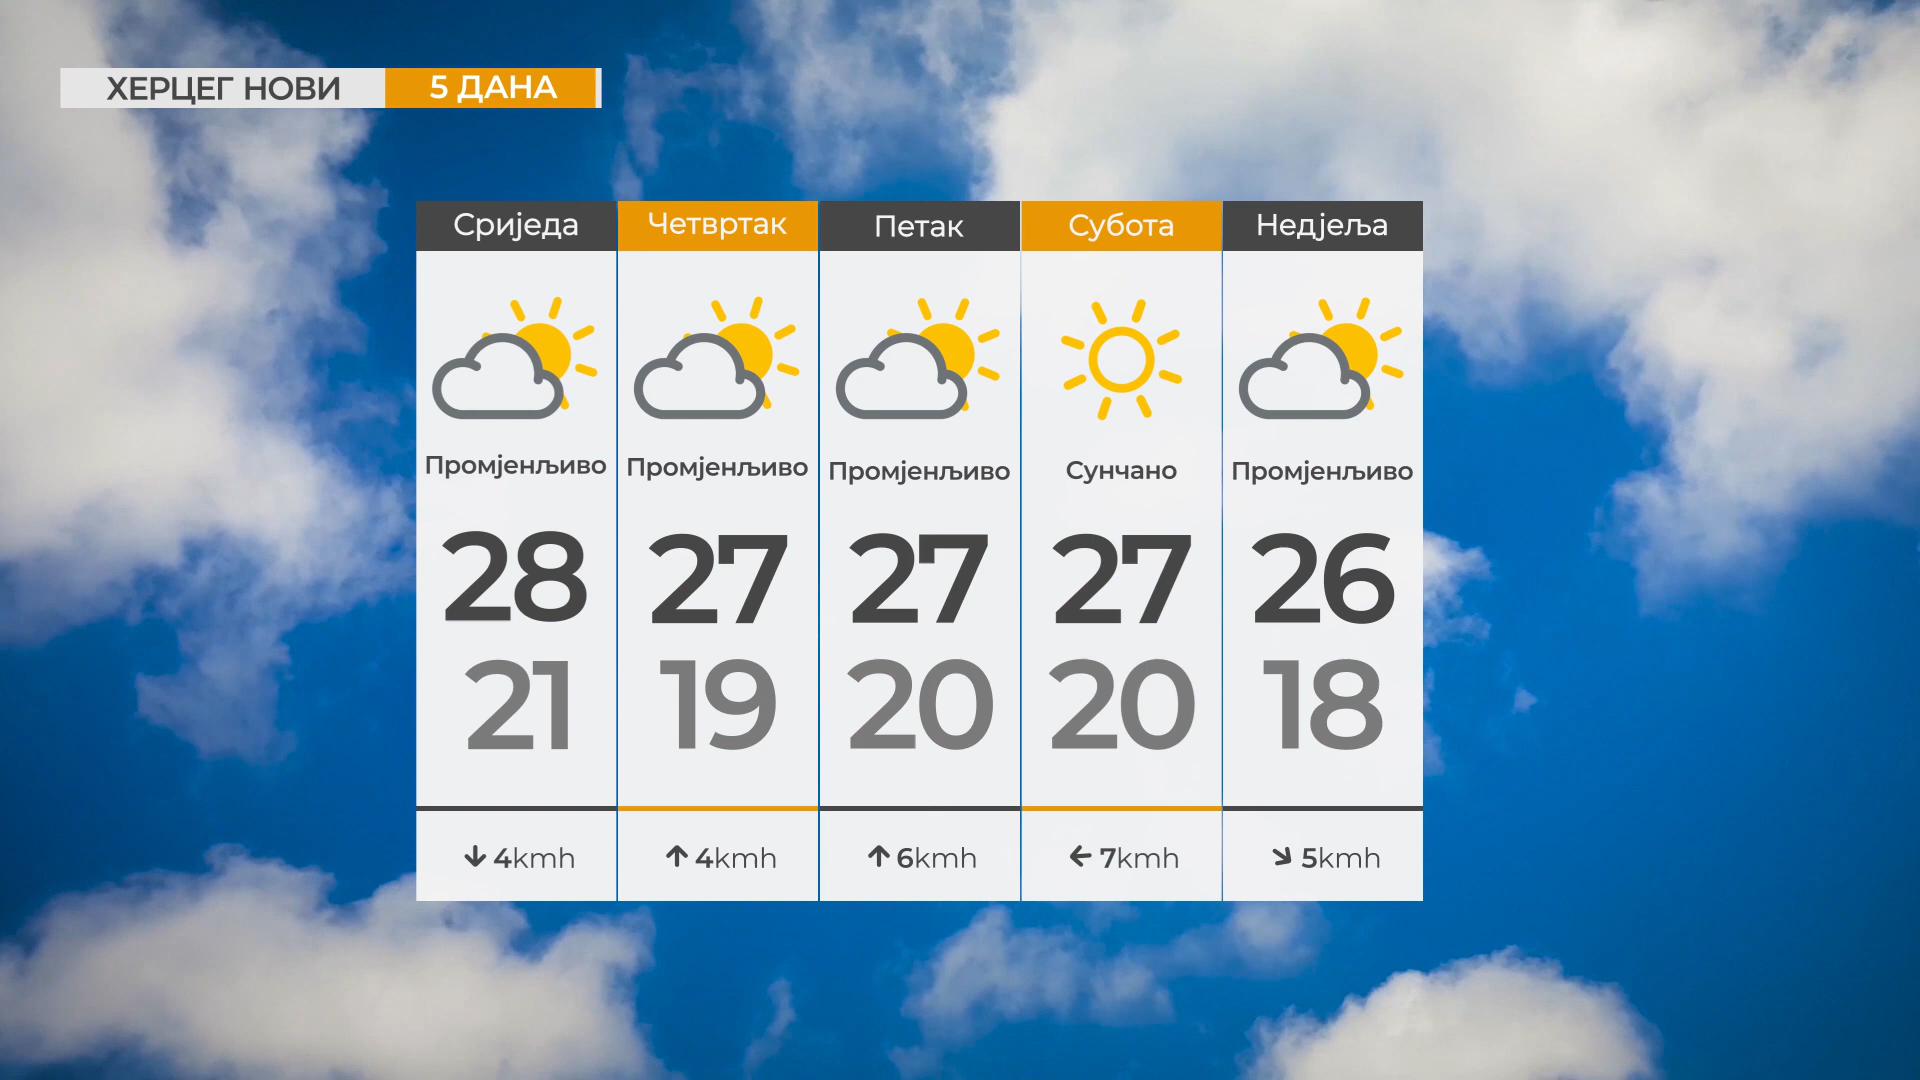 ХЕРЦЕГ НОВИ 5 ДАНА
Сриједа Четвртак Петак Субота Недјеља
Промјенљиво Промјенљиво Промјенљиво Сунчано Промјенљиво
28 27 27 27 26
21 19 20 20 18
↓ 4kmh ↑ 4kmh ↑ 6kmh ← 7kmh ↘ 5kmh